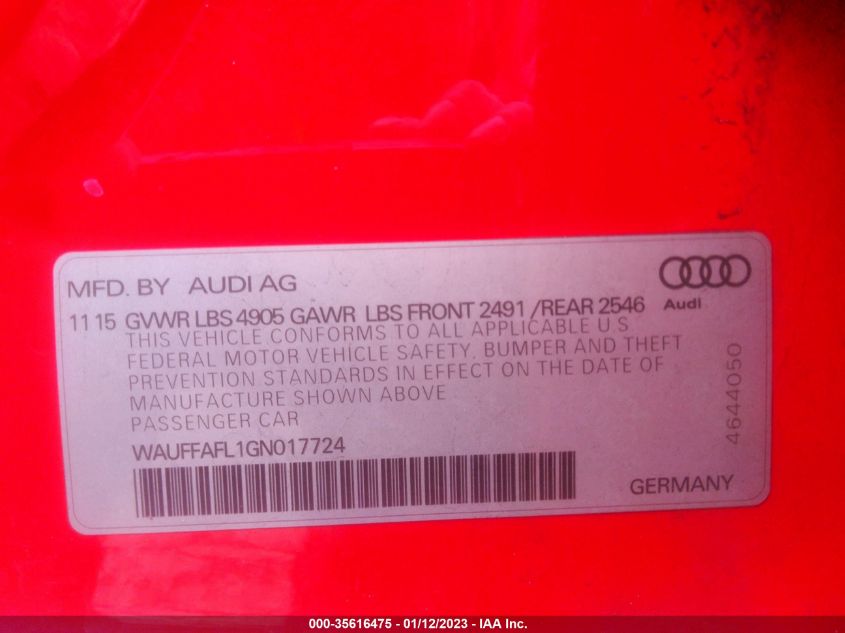 MFD. BY AUDI AG
Audi
11 15 GVWR LBS 4905 GAWR LBS FRONT 2491 /REAR 2546
THIS VEHICLE CONFORMS TO ALL APPLICABLE U.S
FEDERAL MOTOR VEHICLE SAFETY, BUMPER AND THEFT
PREVENTION STANDARDS IN EFFECT ON THE DATE OF
MANUFACTURE SHOWN ABOVE
PASSENGER CAR
WAUFFAFL1GN017724
4644050
GERMANY
000-35616475 - 01/12/2023 - IAA Inc.